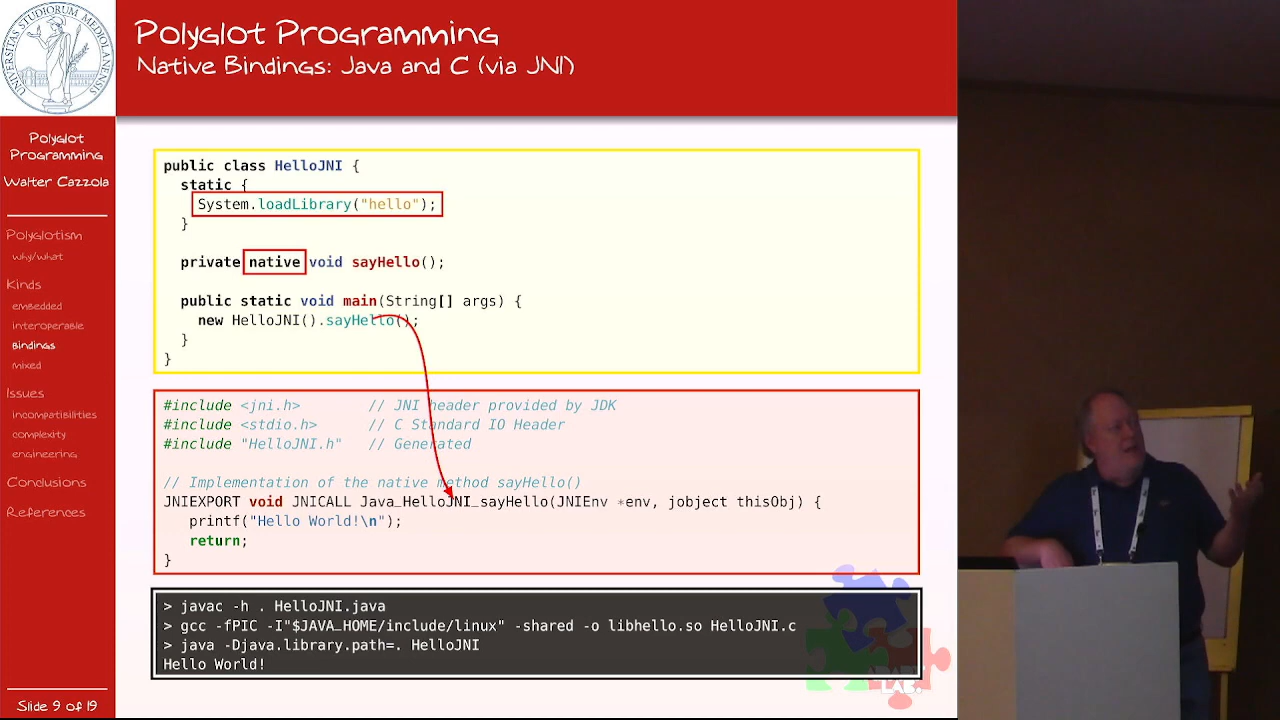 UNIVERSITAS STUDIORUM MEDIOLANENSIS
Polyglot Programming
Native Bindings: Java and C (via JNI)
Polyglot
Programming
Walter Cazzola
Polyglotism
why/what
Kinds
embedded
interoperable
Bindings
mixed
Issues
incompatibilities
complexity
engineering
Conclusions
References
Slide 9 of 19
public class HelloJNI {
static {
System.loadLibrary("hello");
}
private native void sayHello();
public static void main(String[] args) {
new HelloJNI().sayHello();
}
}
#include <jni.h> // JNI header provided by JDK
#include <stdio.h> // C Standard IO Header
#include "HelloJNI.h" // Generated
// Implementation of the native method sayHello()
JNIEXPORT void JNICALL Java_HelloJNI_sayHello(JNIEnv *env, jobject thisObj) {
printf("Hello World!\n");
return;
}
> javac -h . HelloJNI.java
> gcc -fPIC -I"$JAVA_HOME/include/linux" -shared -o libhello.so HelloJNI.c
> java -Djava.library.path=. HelloJNI
Hello World!
LAB.